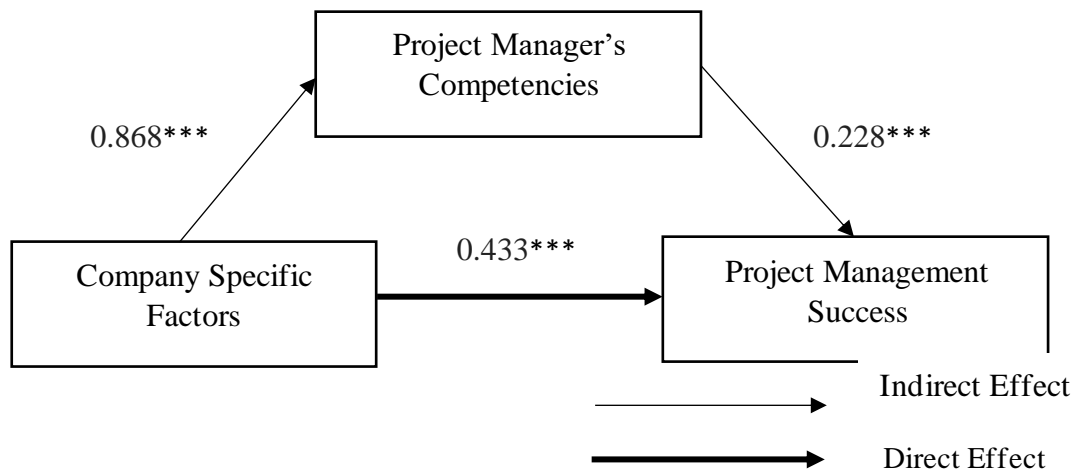 Project Manager’s
Competencies
0.868***
0.228***
0.433***
Company Specific
Factors
Project Management
Success
Indirect Effect
Direct Effect